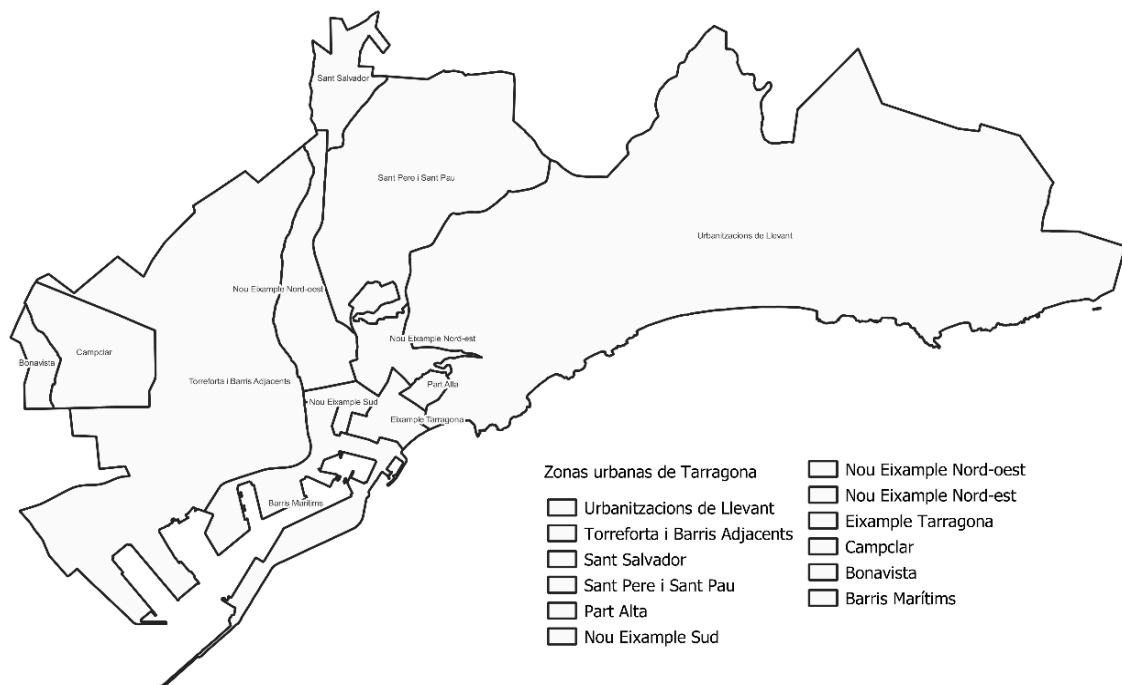 Sant Salvador
Sant Pere i Sant Pau
Urbanitzacions de Llevant
Nou Eixample Nord-oest
Nou Eixample Nord-est
Campclar
Bonavista
Torreforta i Barris Adjacents
Part Alta
Nou Eixample Sud
Eixample Tarragona
Barris Marítims
Zonas urbanas de Tarragona
Urbanitzacions de Llevant
Torreforta i Barris Adjacents
Sant Salvador
Sant Pere i Sant Pau
Part Alta
Nou Eixample Sud
Nou Eixample Nord-oest
Nou Eixample Nord-est
Eixample Tarragona
Campclar
Bonavista
Barris Marítims